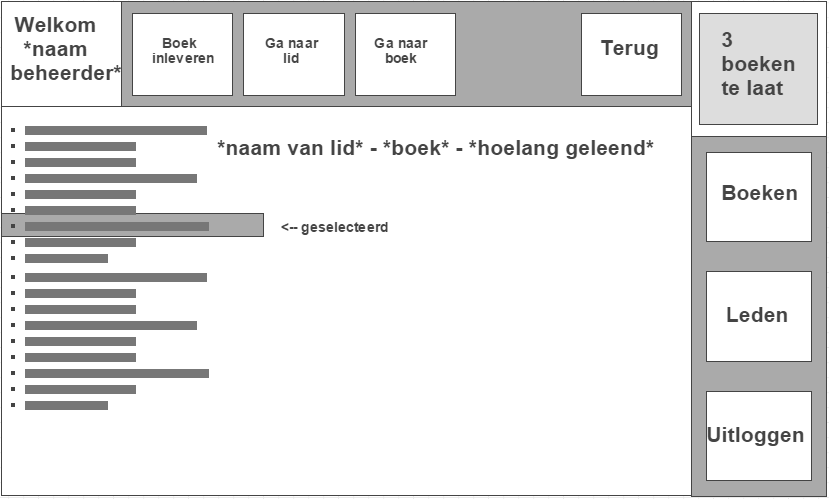 Welkom
*naam
beheerder*
Boek
inleveren
Ga naar
lid
Ga naar
boek
Terug
3
boeken
te laat
*naam van lid* - *boek* - *hoelang geleend*
<-- geselecteerd
Boeken
Leden
Uitloggen